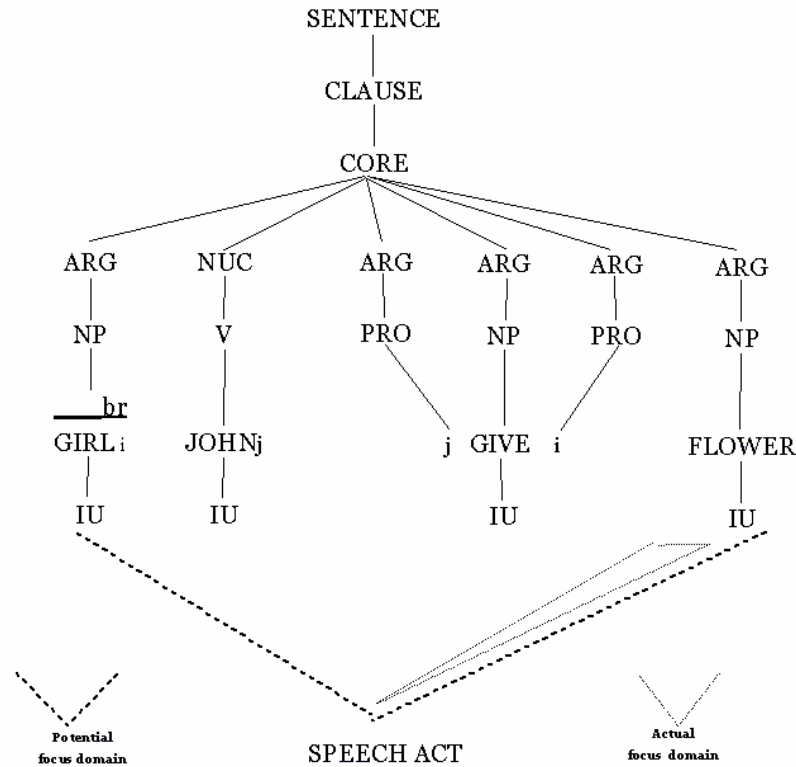 SENTENCE
CLAUSE
CORE
ARG NUC ARG ARG ARG ARG
NP V PRO NP PRO NP
br
GIRL i JOHNj j GIVE i FLOWER
IU IU IU IU
Potential
focus domain
SPEECH ACT
Actual
focus domain